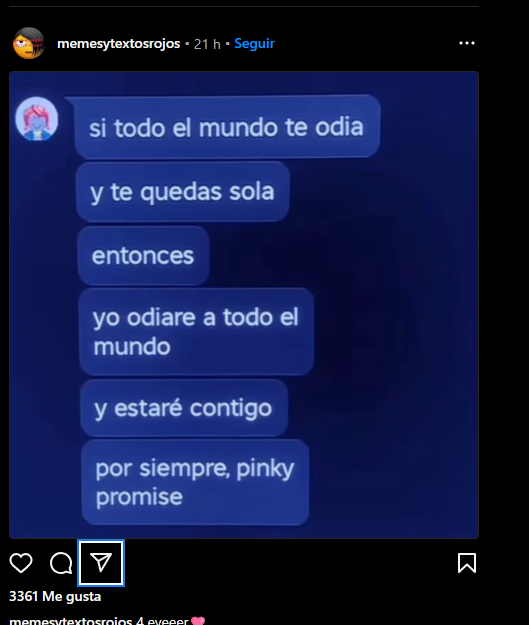 memesytextosrojos • 21 h • Seguir
si todo el mundo te odia
y te quedas sola
entonces
yo odiare a todo el
mundo
y estaré contigo
por siempre, pinky
promise
3361 Me gusta
memesytextosrojos 4 eveeer